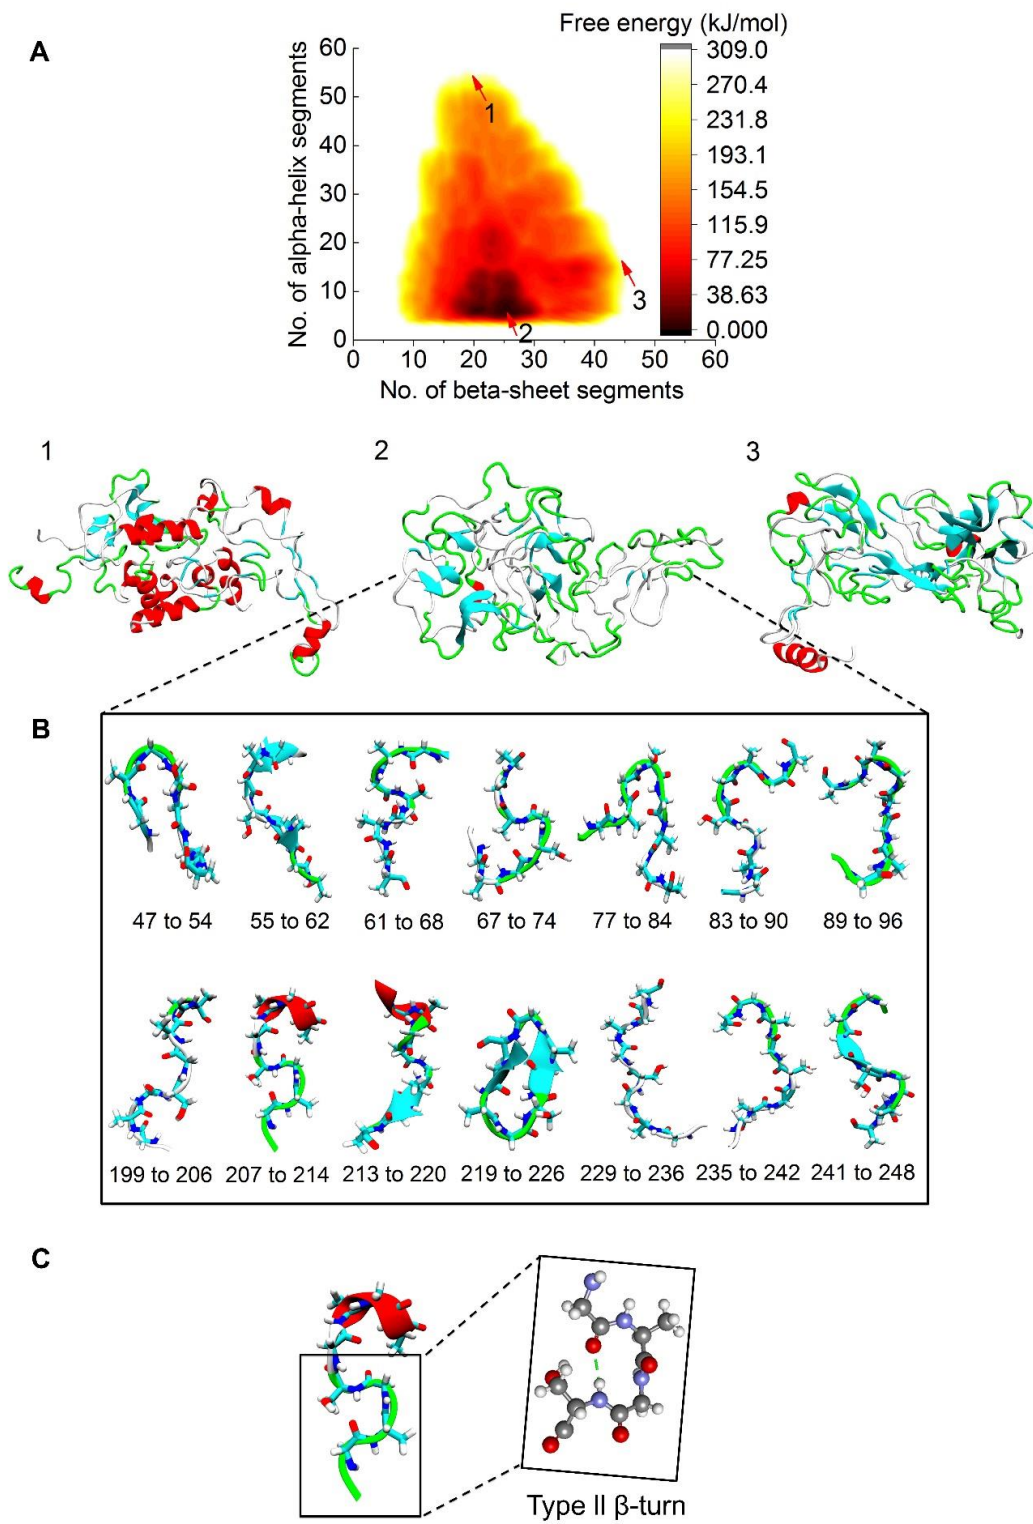 A
Free energy (kJ/mol)
No. of alpha-helix segments
60
50
40
30
20
10
0
0 10 20 30 40 50 60
No. of beta-sheet segments
1
2
3
309.0
270.4
231.8
193.1
154.5
115.9
77.25
38.63
0.000
1 2 3
B
47 to 54 55 to 62 61 to 68 67 to 74 77 to 84 83 to 90 89 to 96
199 to 206 207 to 214 213 to 220 219 to 226 229 to 236 235 to 242 241 to 248
C
Type II β-turn